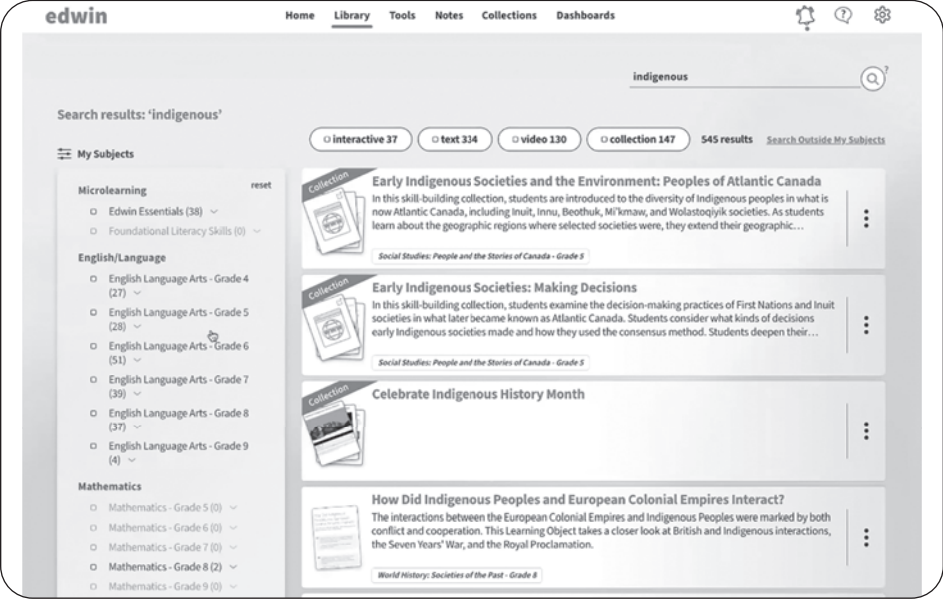 edwin
Home Library Tools Notes Collections Dashboards
?
indigenous
?
Search results: ‘indigenous’
interactive 37 text 334 video 130 collection 147 545 results Search Outside My Subjects
My Subjects
reset
Microlearning
Edwin Essentials (38)
Foundational Literacy Skills (0)
English/Language
English Language Arts - Grade 4
(27)
English Language Arts - Grade 5
(28)
English Language Arts - Grade 6
(51)
English Language Arts - Grade 7
(39)
English Language Arts - Grade 8
(37)
English Language Arts - Grade 9
(4)
Mathematics
Mathematics - Grade 5 (0)
Mathematics - Grade 6 (0)
Mathematics - Grade 7 (0)
Mathematics - Grade 8 (2)
Mathematics - Grade 9 (0)
Collection
Early Indigenous Societies and the Environment: Peoples of Atlantic Canada
In this skill-building collection, students are introduced to the diversity of Indigenous peoples in what is
now Atlantic Canada, including Inuit, Innu, Beothuk, Mi'kmaw, and Wolastoqiyik societies. As students
learn about the geographic regions where selected societies were, they extend their geographic…
Social Studies: People and the Stories of Canada - Grade 5
Collection
Early Indigenous Societies: Making Decisions
In this skill-building collection, students examine the decision-making practices of First Nations and Inuit
societies in what later became known as Atlantic Canada. Students consider what kinds of decisions
early Indigenous societies made and how they used the consensus method. Students deepen their…
Social Studies: People and the Stories of Canada - Grade 5
Collection
Celebrate Indigenous History Month
How Did Indigenous Peoples and European Colonial Empires Interact?
The interactions between the European Colonial Empires and Indigenous Peoples were marked by both
conflict and cooperation. This Learning Object takes a closer look at British and Indigenous interactions,
the Seven Years' War, and the Royal Proclamation.
World History: Societies of the Past - Grade 8